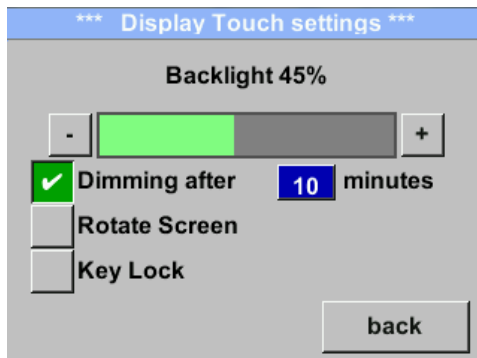 *** Display Touch settings ***
Backlight 45%
- +
Dimming after 10 minutes
Rotate Screen
Key Lock
back